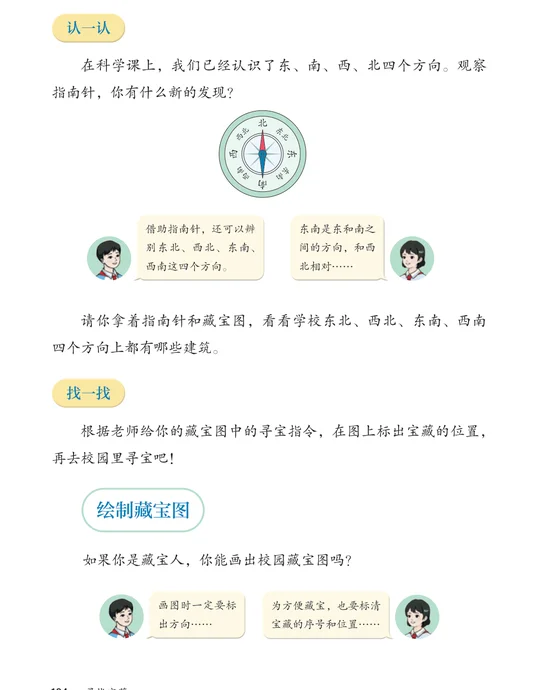 认一认
在科学课上，我们已经认识了东、南、西、北四个方向。观察
指南针，你有什么新的发现？
北
西北
东北
西
东
西南
东南
南
借助指南针，还可以辨
别东北、西北、东南、
西南这四个方向。
东南是东和南之
间的方向，和西
北相对……
请你拿着指南针和藏宝图，看看学校东北、西北、东南、西南
四个方向上都有哪些建筑。
找一找
根据老师给你的藏宝图中的寻宝指令，在图上标出宝藏的位置，
再去校园里寻宝吧！
绘制藏宝图
如果你是藏宝人，你能画出校园藏宝图吗？
画图时一定要标
出方向……
为方便藏宝，也要标清
宝藏的序号和位置……